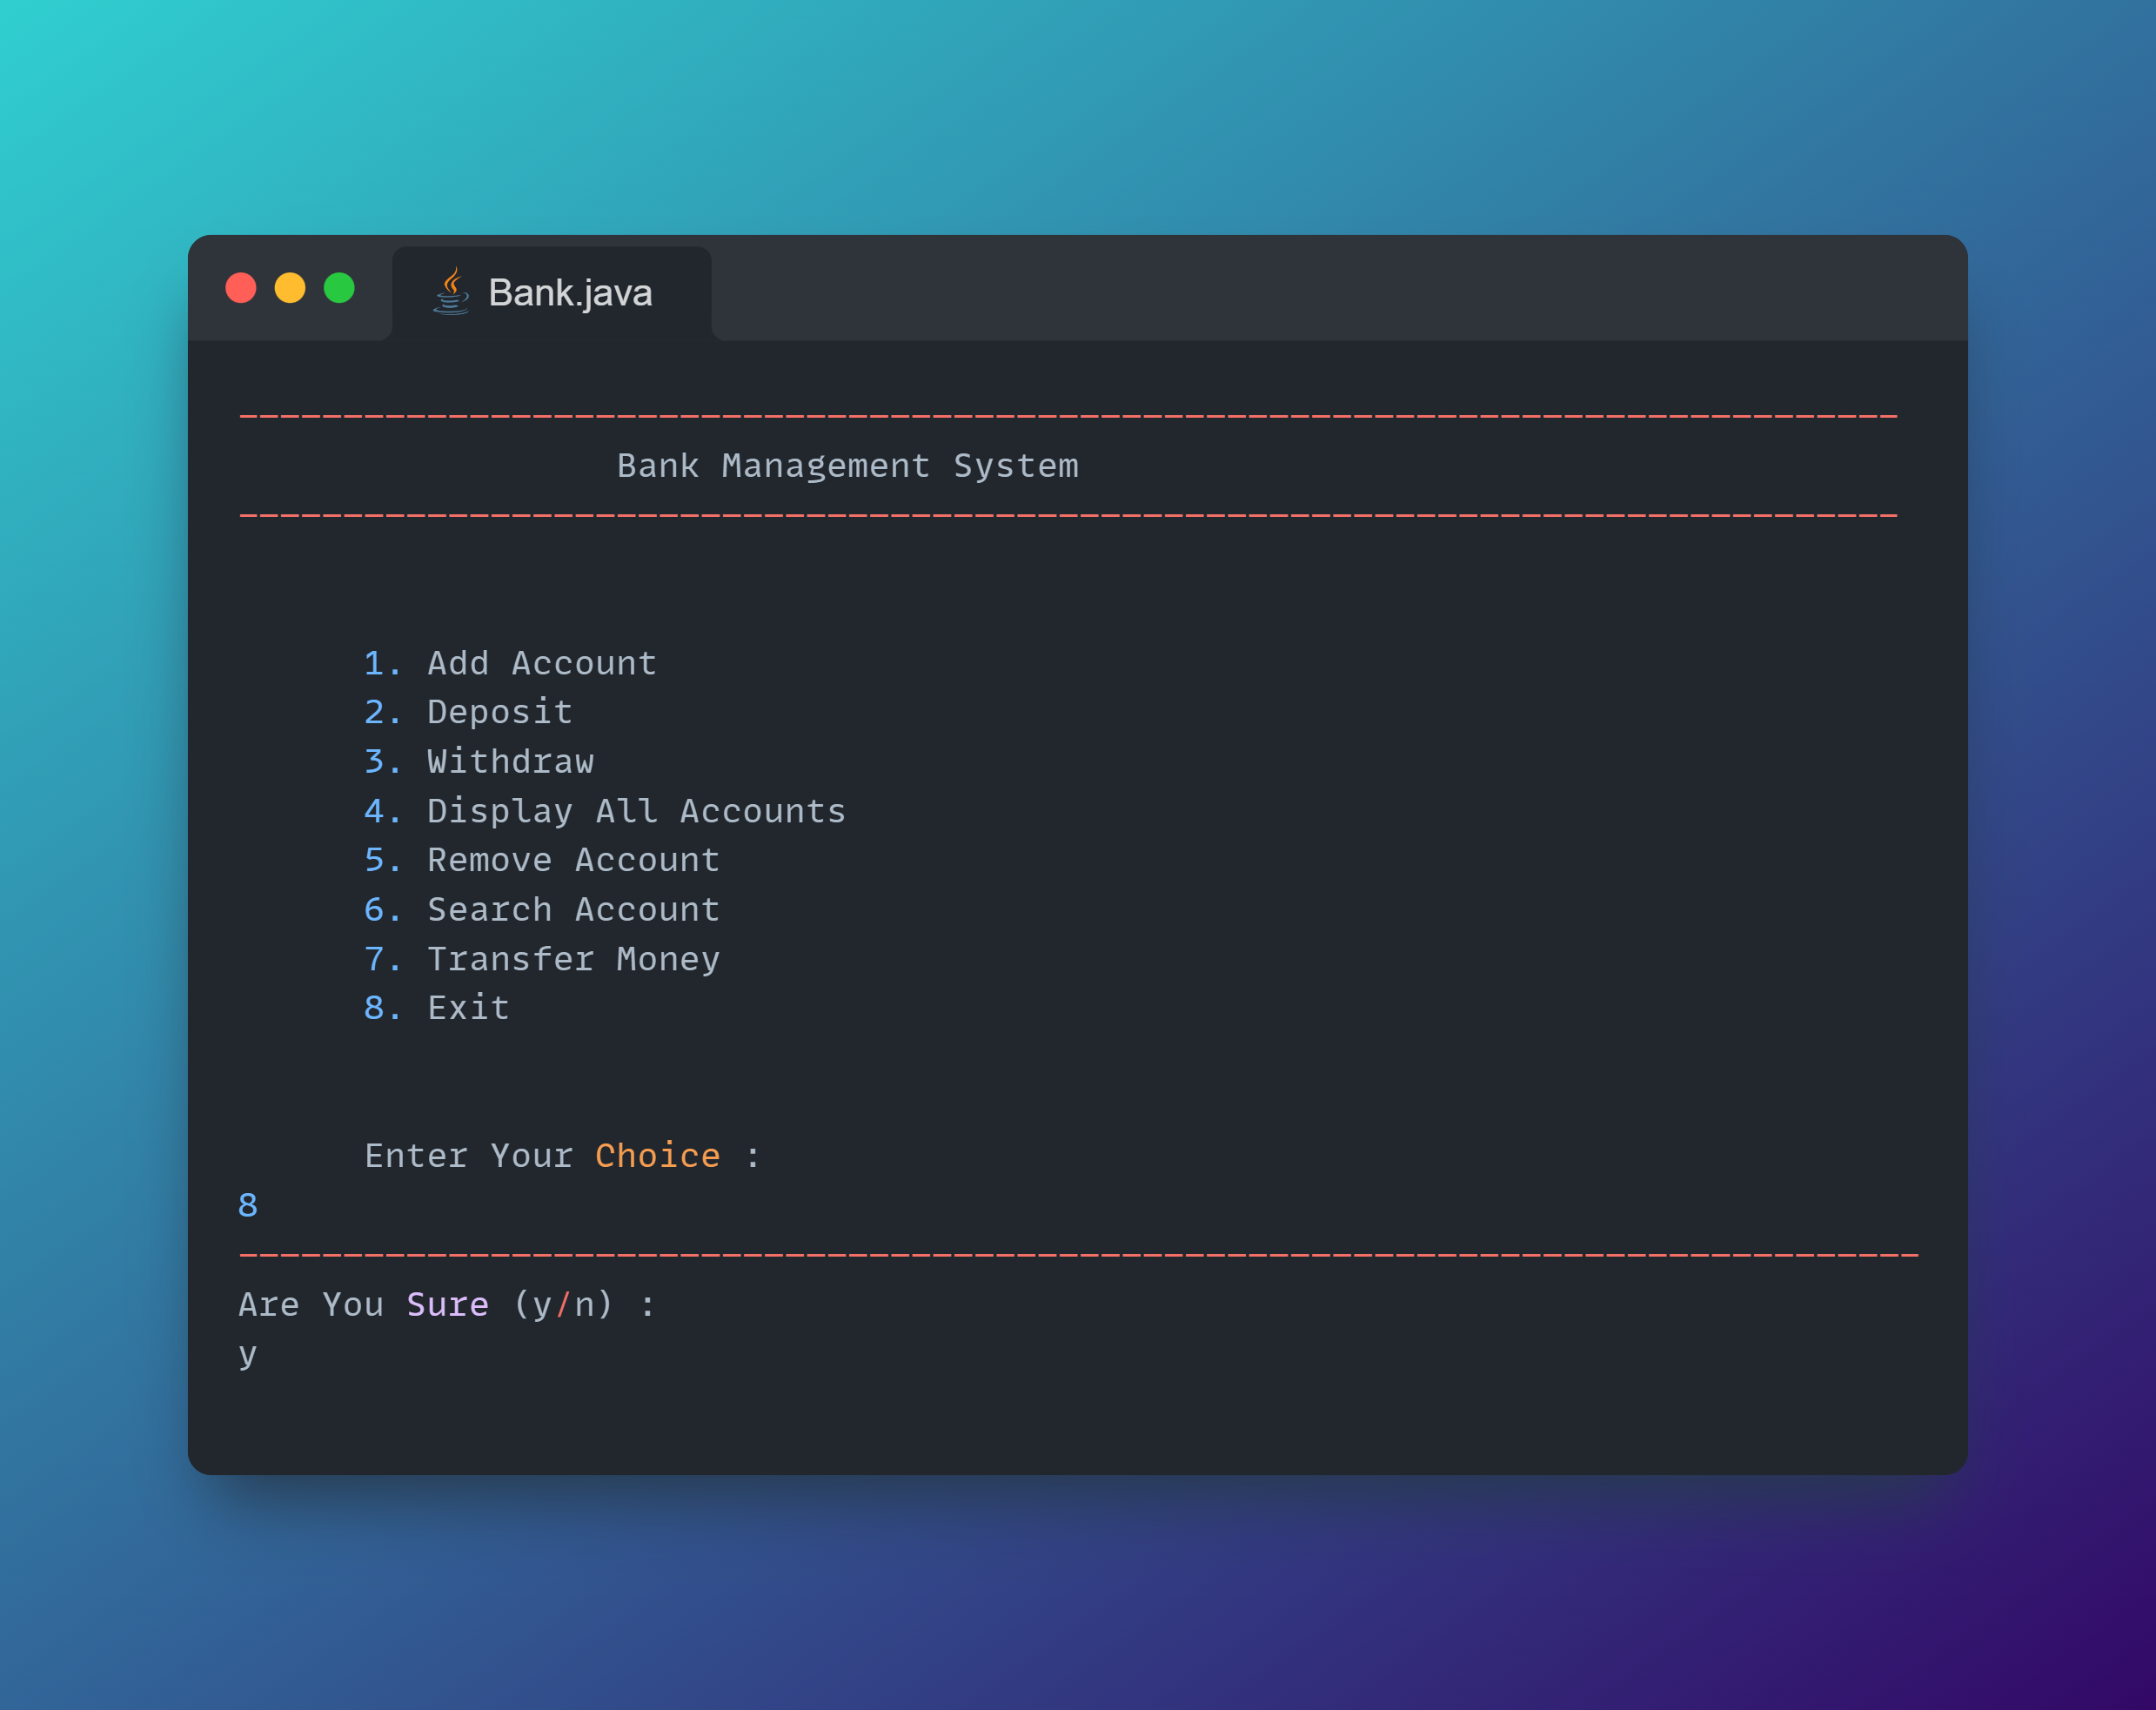 Bank.java
-------------------------------------------------------------------------------
Bank Management System
-------------------------------------------------------------------------------
1. Add Account
2. Deposit
3. Withdraw
4. Display All Accounts
5. Remove Account
6. Search Account
7. Transfer Money
8. Exit
Enter Your Choice :
8
--------------------------------------------------------------------------------
Are You Sure (y/n) :
y